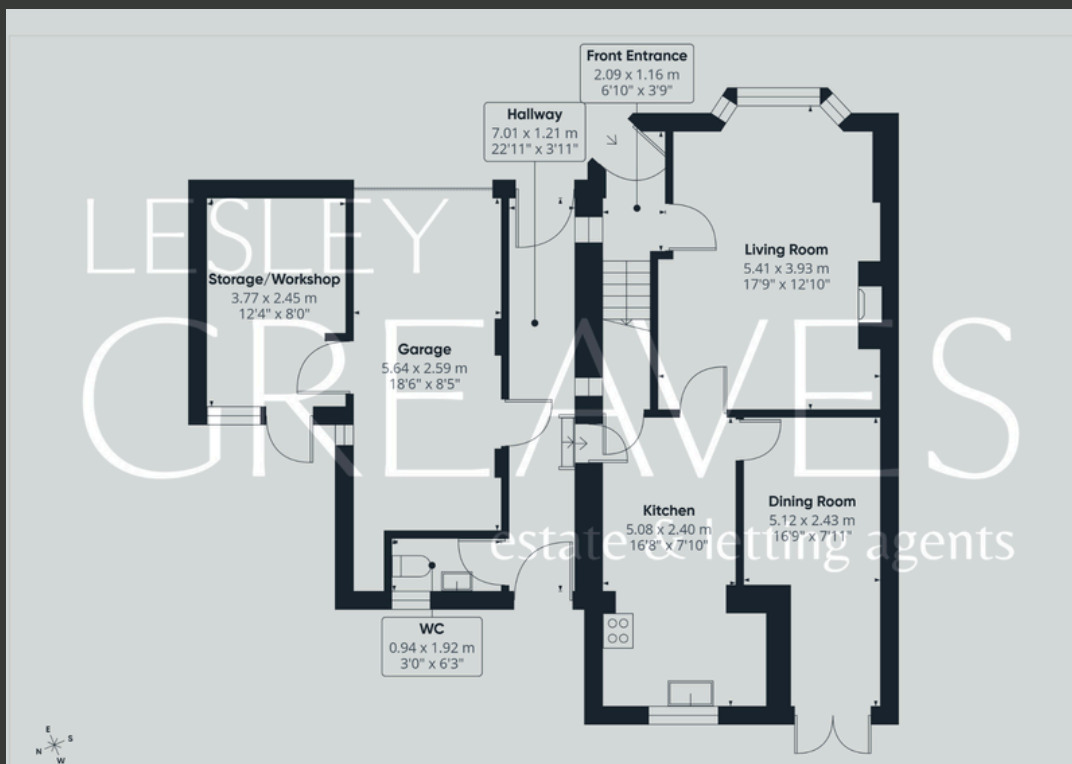 Front Entrance
2.09 x 1.16 m
6'10" x 3'9"
Hallway
7.01 x 1.21 m
22'11" x 3'11"
LESLEY
Living Room
5.41 x 3.93 m
17'9" x 12'10"
Storage/Workshop
3.77 x 2.45 m
12'4" x 8'0"
GREAVES
Garage
5.64 x 2.59 m
18'6" x 8'5"
Kitchen
5.08 x 2.40 m
16'8" x 7'10"
Dining Room
5.12 x 2.43 m
16'9" x 7'11"
estate & letting agents
WC
0.94 x 1.92 m
3'0" x 6'3"
E
S
N
W